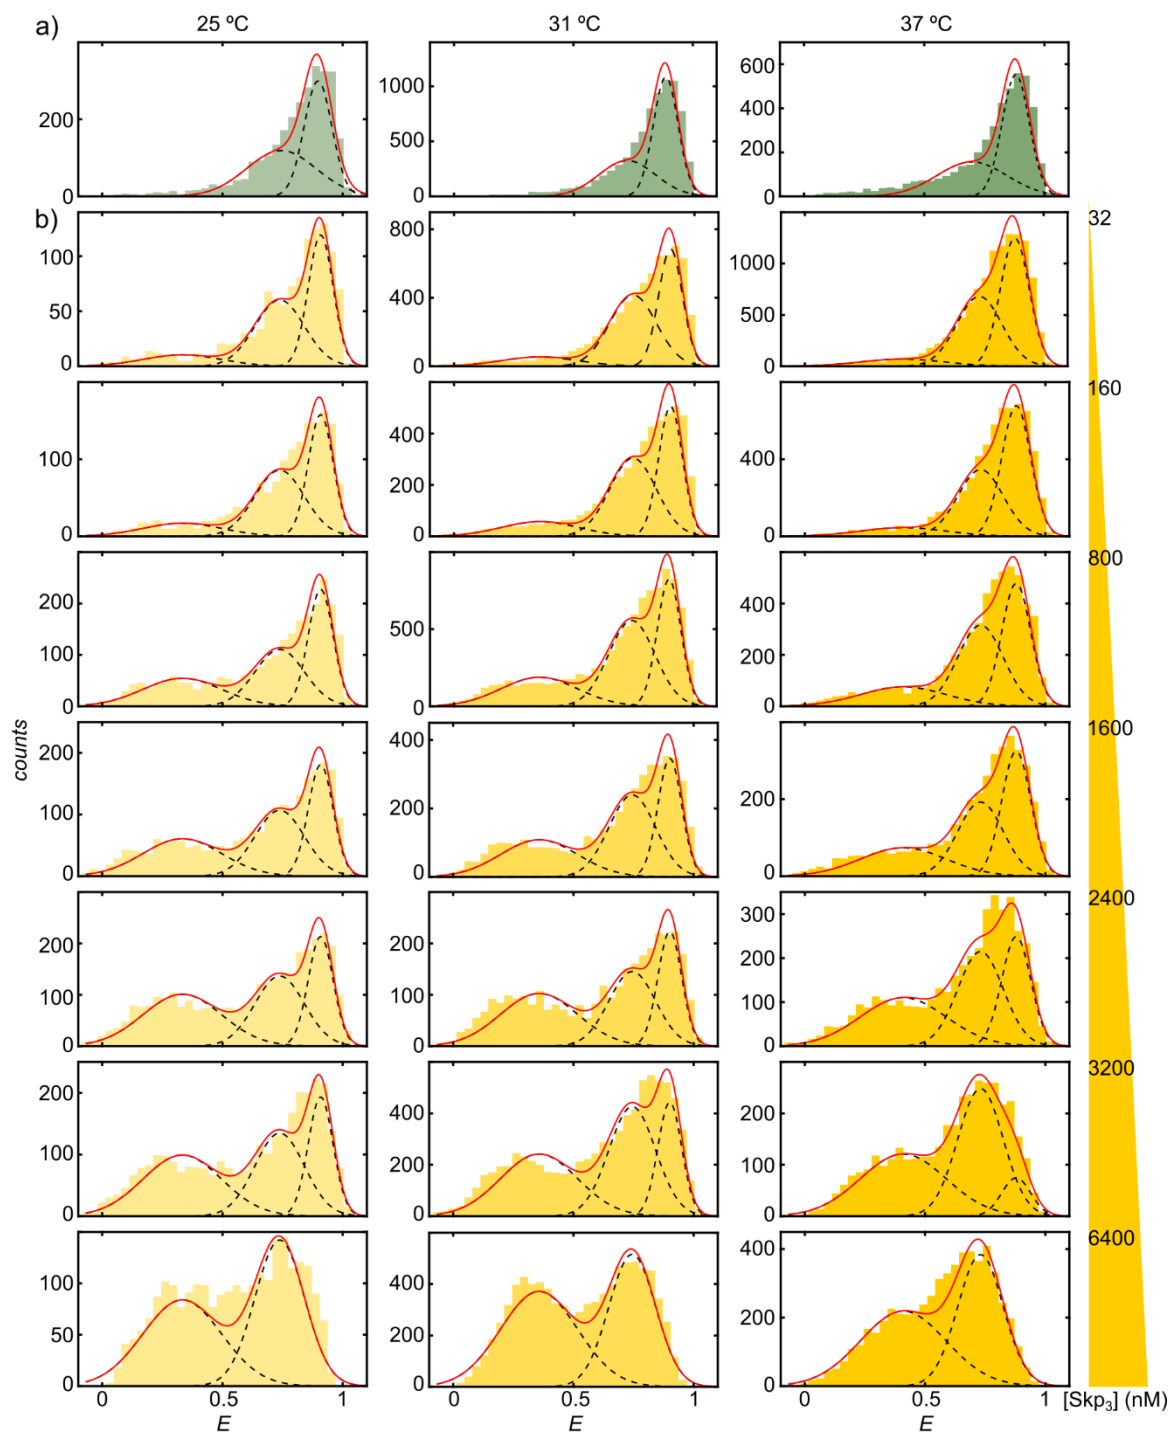 a) 25 ºC 31 ºC 37 ºC
200 0 1000 500 0 600 400 200 0
b) 32
100 50 0 800 400 0 1000 500 0
160
100 0 400 200 0 400 0
800
200 100 0 500 0 400 200 0
1600
200 100 0 400 200 0 200 0
counts
2400
200 100 0 200 100 0 300 200 100 0
3200
200 100 0 400 200 0 200 100 0
6400
100 50 0 400 200 0 400 200 0
0 0.5 1 0 0.5 1 0 0.5 1 [Skp₃] (nM)
E E E